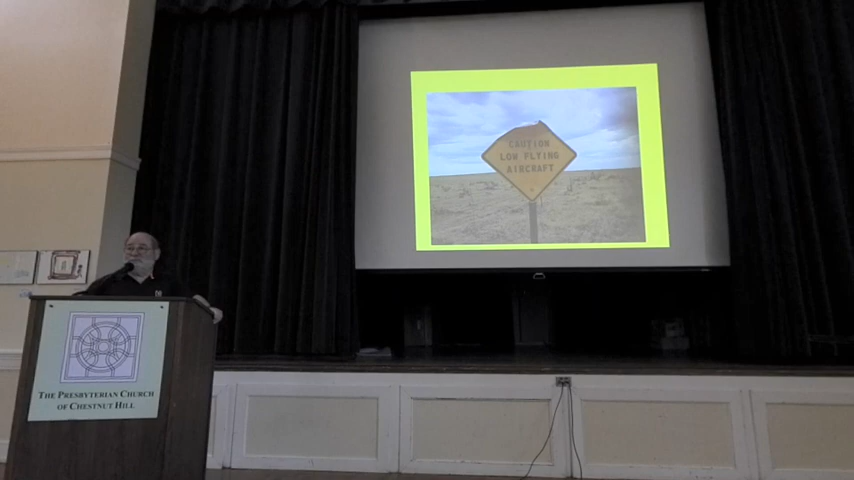 CAUTION
LOW FLYING
AIRCRAFT
THE PRESBYTERIAN CHURCH
OF CHESTNUT HILL